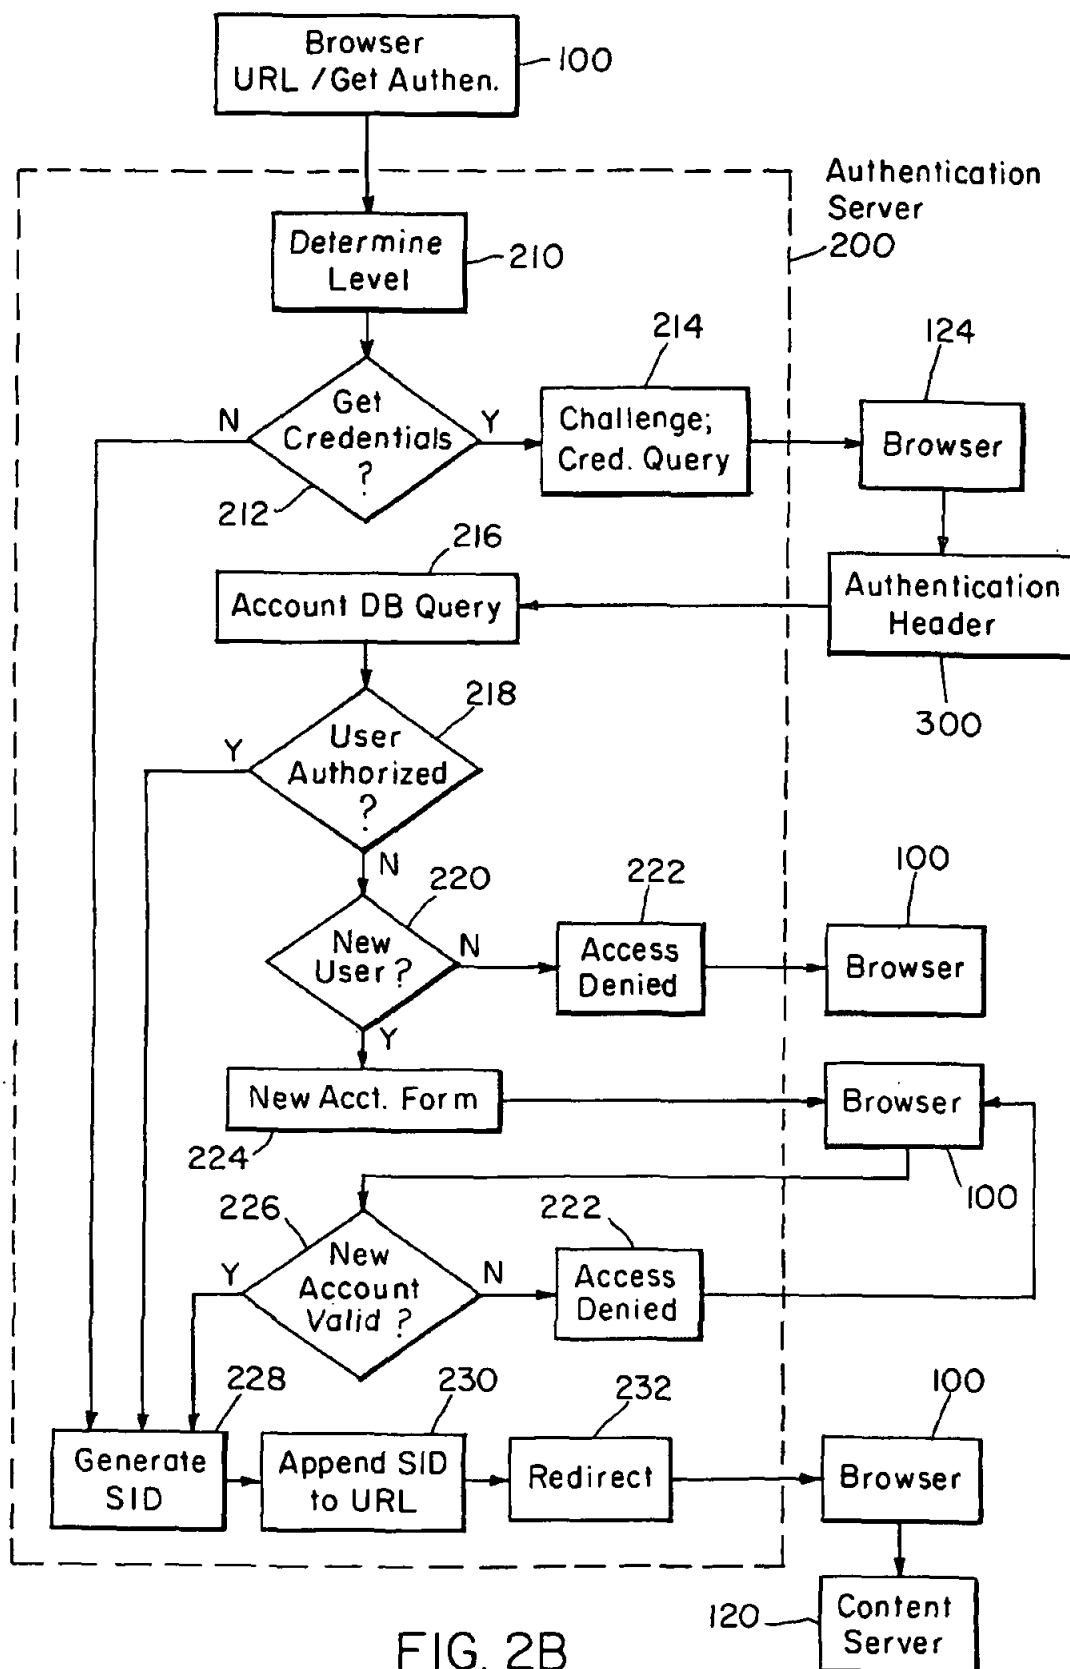 Browser
URL /Get Authen.
100
Authentication
Server
200
Determine
Level
210
214
124
N
Get
Credentials
?
Y
Challenge;
Cred. Query
Browser
212
216
Account DB Query
Authentication
Header
300
218
Y
User
Authorized
?
N
220
222
100
New
User ?
N
Access
Denied
Browser
Y
New Acct. Form
Browser
224
100
226
222
Y
New
Account
Valid ?
N
Access
Denied
228
230
232
100
Generate
SID
Append SID
to URL
Redirect
Browser
120
Content
Server
FIG. 2B